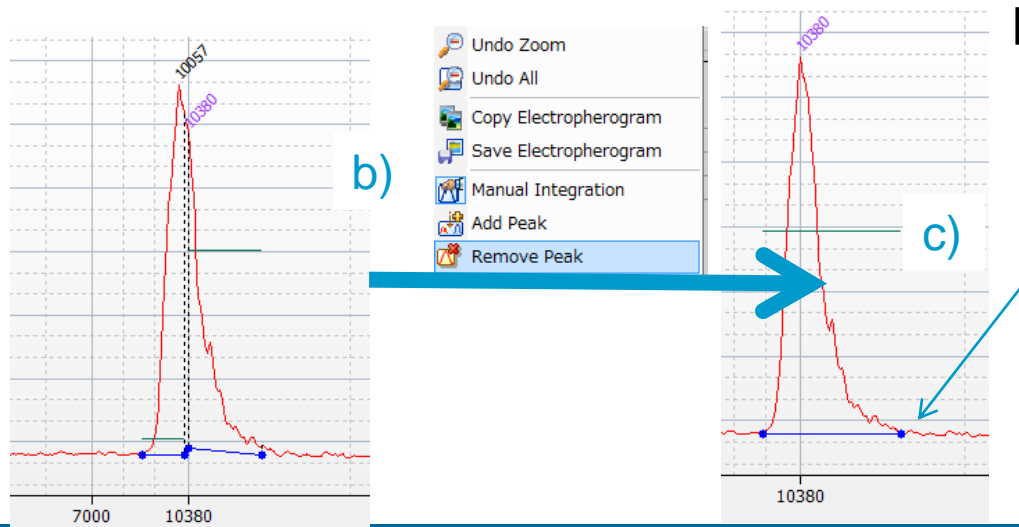 10057
10380
b)
7000 10380
Undo Zoom
Undo All
Copy Electropherogram
Save Electropherogram
Manual Integration
Add Peak
Remove Peak
10380
c)
10380